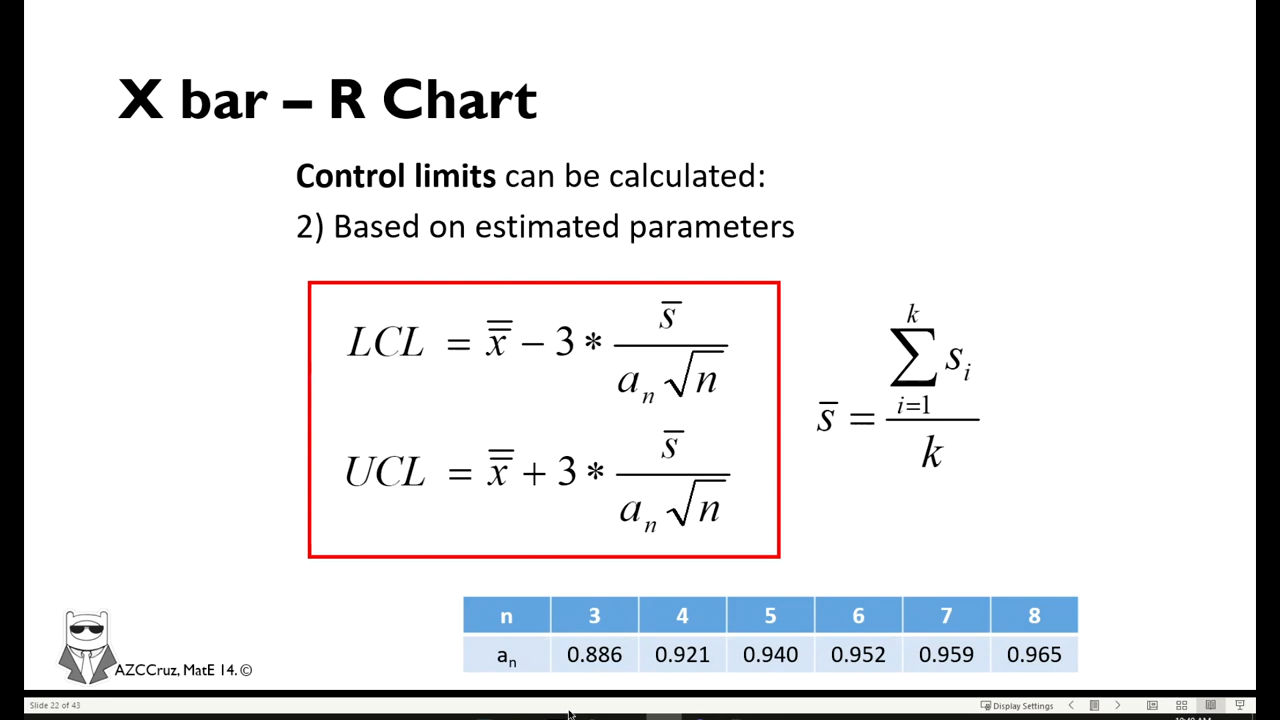 X bar – R Chart
Control limits can be calculated:
2) Based on estimated parameters
LCL = x̿ − 3 * s̄ / (aₙ √n)
UCL = x̿ + 3 * s̄ / (aₙ √n)
s̄ = ∑ᵢ₌₁ᵏ sᵢ / k
n 3 4 5 6 7 8
aₙ 0.886 0.921 0.940 0.952 0.959 0.965
AZCCruz, MatE 14. ©
Slide 22 of 43
Display Settings